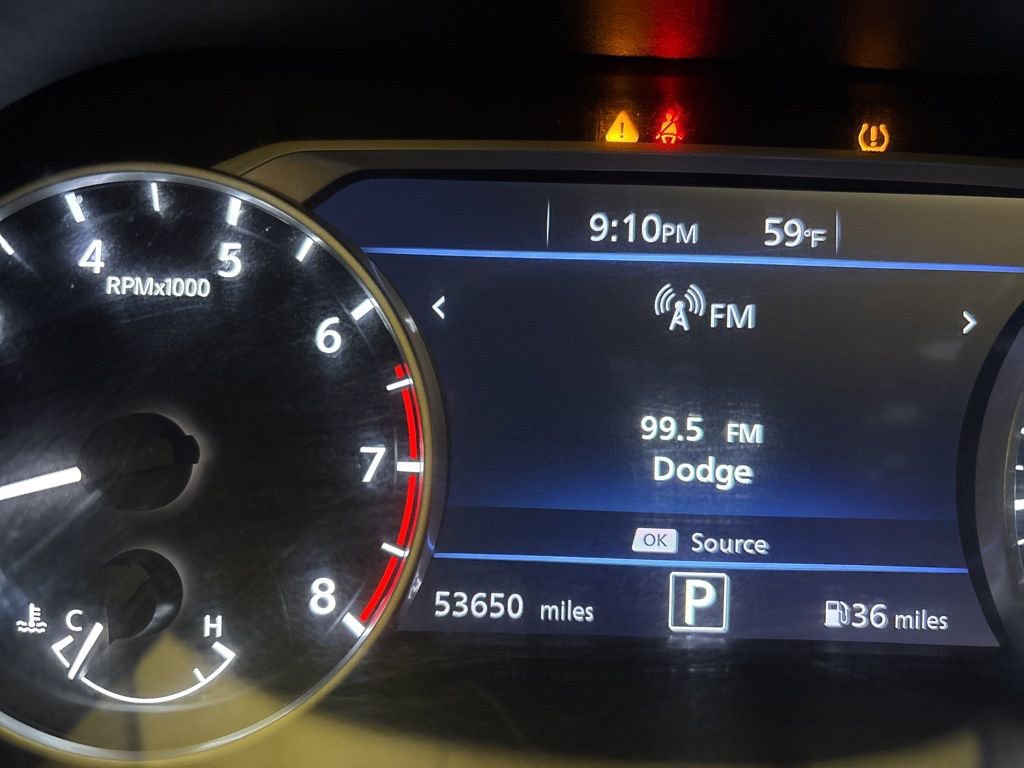 9:10PM 59°F
4
5
RPMx1000
6
7
8
C
H
< FM >
99.5 FM
Dodge
OK Source
53650 miles
P
36 miles